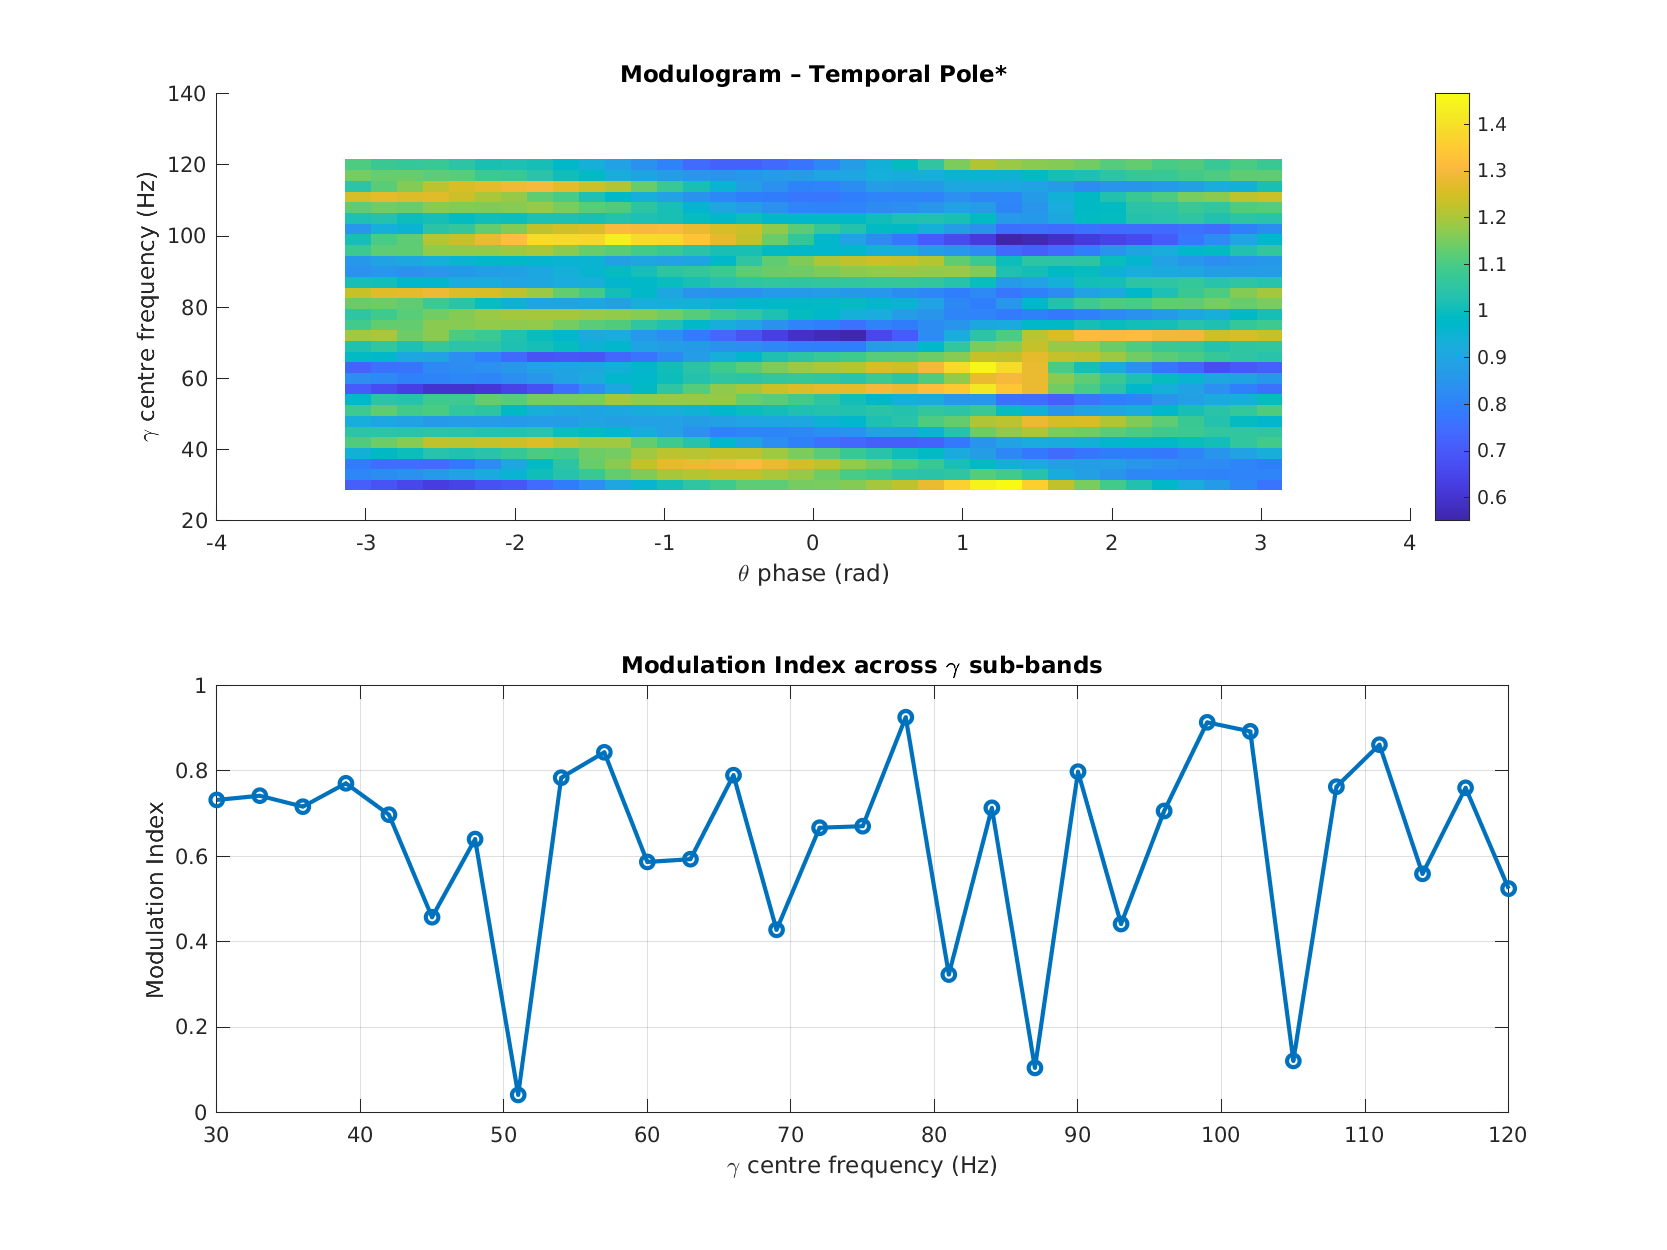 Modulogram – Temporal Pole*
140
120
100
80
60
40
20
γ centre frequency (Hz)
-4 -3 -2 -1 0 1 2 3 4
θ phase (rad)
1.4
1.3
1.2
1.1
1
0.9
0.8
0.7
0.6
Modulation Index across γ sub-bands
1
0.8
0.6
0.4
0.2
0
Modulation Index
30 40 50 60 70 80 90 100 110 120
γ centre frequency (Hz)